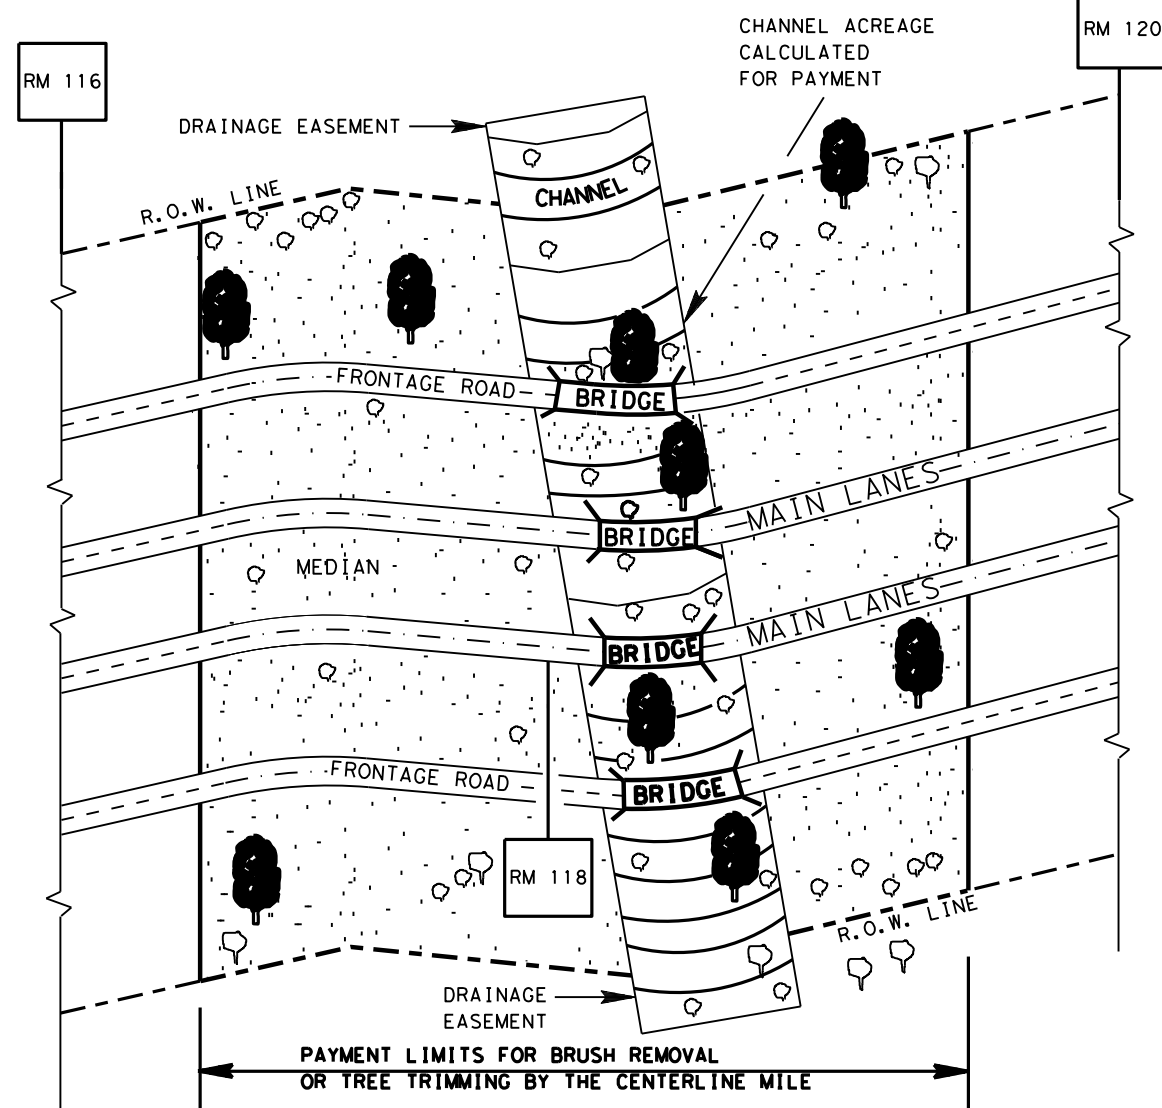 CHANNEL ACREAGE
CALCULATED
FOR PAYMENT
RM 120
RM 116
DRAINAGE EASEMENT
CHANNEL
R.O.W. LINE
FRONTAGE ROAD
BRIDGE
MAIN LANES
BRIDGE
MEDIAN
MAIN LANES
BRIDGE
FRONTAGE ROAD
BRIDGE
RM 118
R.O.W. LINE
DRAINAGE
EASEMENT
PAYMENT LIMITS FOR BRUSH REMOVAL
OR TREE TRIMMING BY THE CENTERLINE MILE